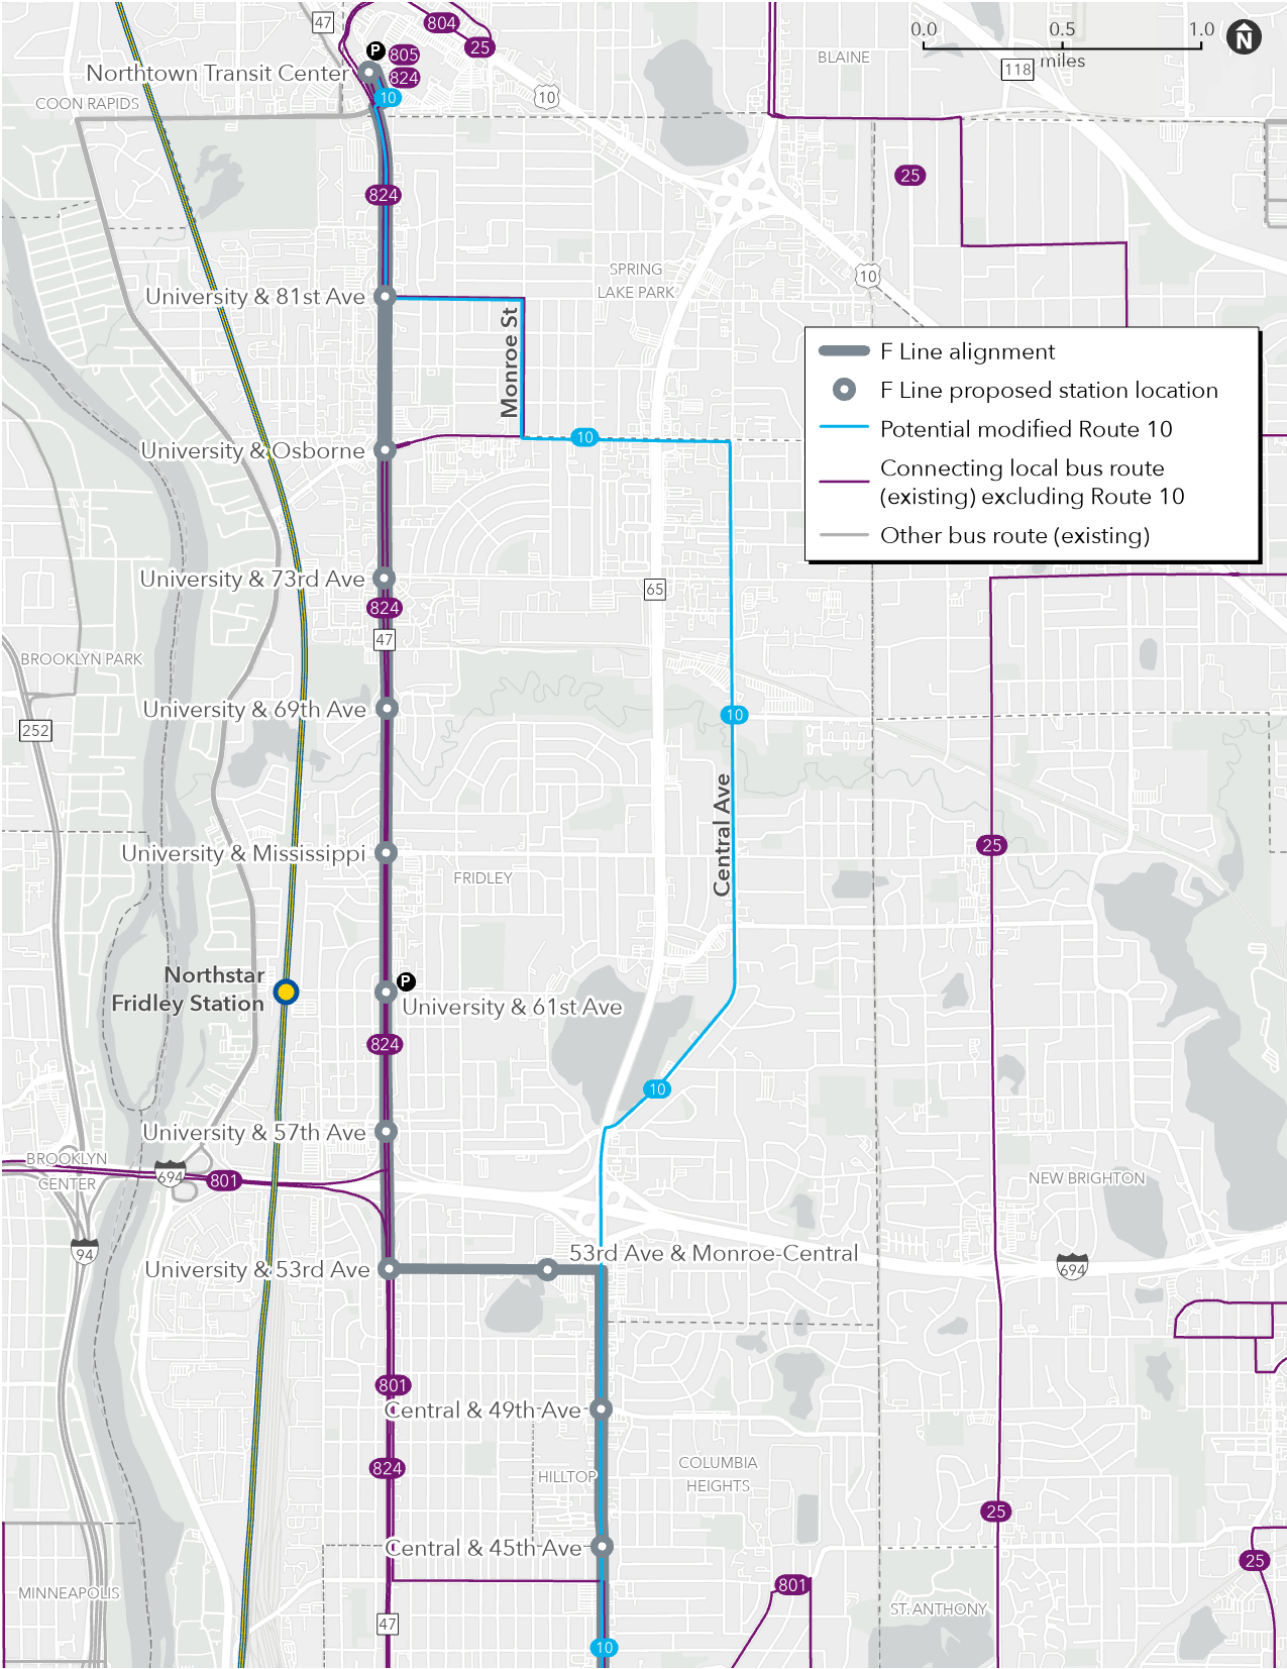 47
804
25
P
805
824
Northtown Transit Center
10
COON RAPIDS
10
BLAINE
0.0
0.5
1.0
miles
N
118
824
25
SPRING
LAKE PARK
10
University & 81st Ave
Monroe St
F Line alignment
F Line proposed station location
Potential modified Route 10
Connecting local bus route
(existing) excluding Route 10
Other bus route (existing)
10
University & Osborne
University & 73rd Ave
824
47
65
BROOKLYN PARK
252
University & 69th Ave
10
Central Ave
25
University & Mississippi
FRIDLEY
Northstar
Fridley Station
P
University & 61st Ave
824
10
University & 57th Ave
BROOKLYN
CENTER
694
801
NEW BRIGHTON
94
University & 53rd Ave
53rd Ave & Monroe-Central
694
801
Central & 49th Ave
824
HILLTOP
COLUMBIA
HEIGHTS
25
Central & 45th Ave
25
MINNEAPOLIS
801
ST. ANTHONY
47
10